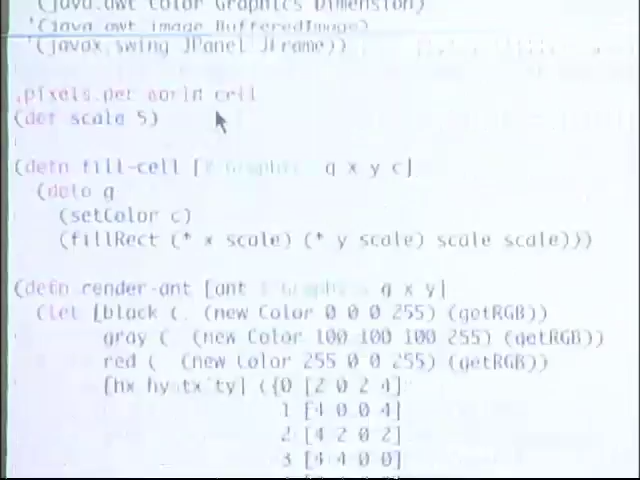 (java.awt Color Graphics Dimension)
'(java awt image BufferedImage)
'(javax.swing JPanel JFrame))
;pixels per world cell
(def scale 5)
(defn fill-cell [ Graphics g x y c]
(doto g
(setColor c)
(fillRect (* x scale) (* y scale) scale scale)))
(defn render-ant [ant Graphics g x y]
(let [black ( (new Color 0 0 0 255) (getRGB))
gray ( (new Color 100 100 100 255) (getRGB))
red ( (new Color 255 0 0 255) (getRGB))
[hx hy tx ty] ({0 [2 0 2 4]
1 [4 0 0 4]
2 [4 2 0 2]
3 [4 4 0 0]